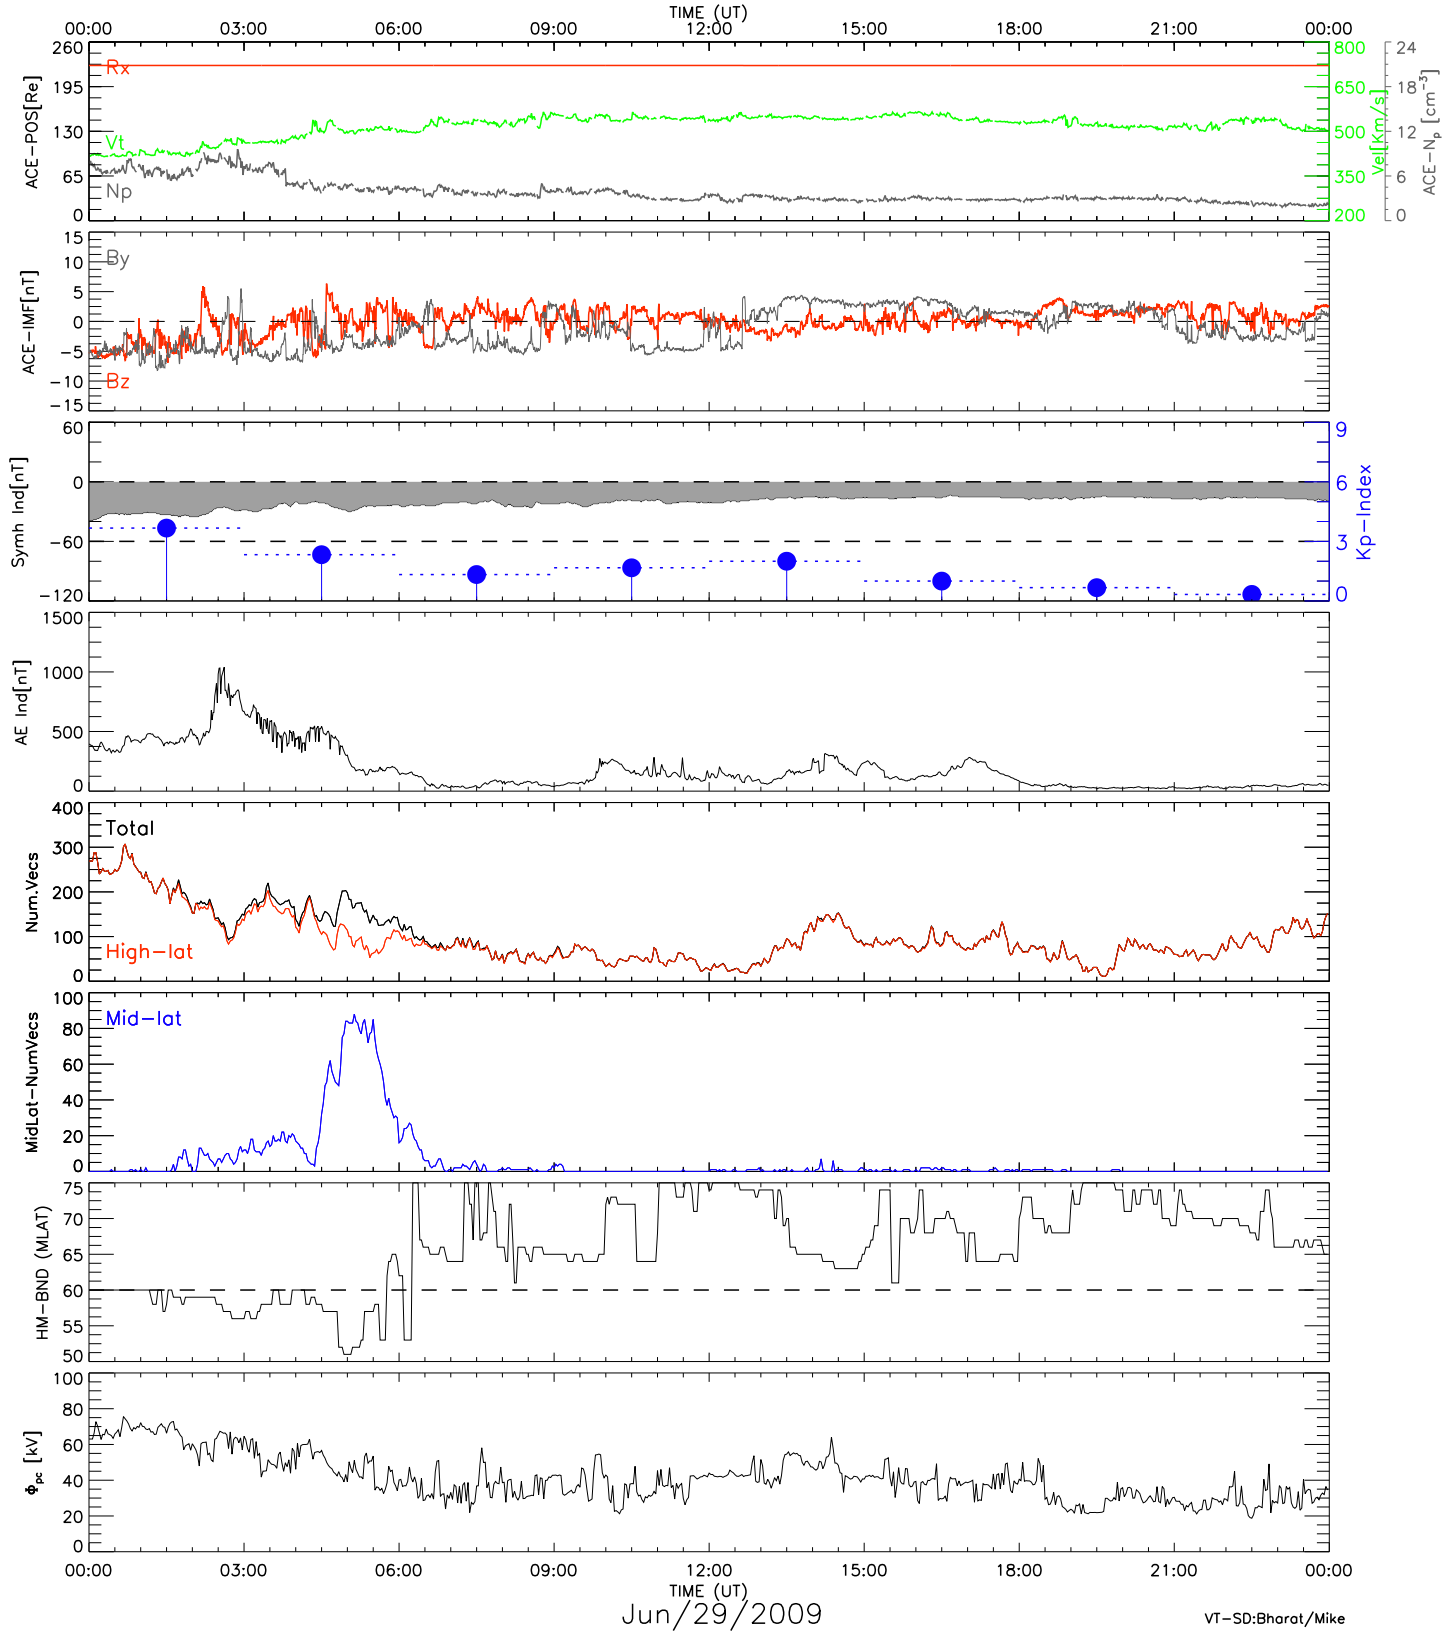 TIME (UT)
00:00 03:00 06:00 09:00 12:00 15:00 18:00 21:00 00:00
ACE-POS[Re]
260
195
130
65
0
Rx
Vt
Np
800
650
500
350
200
Vel[Km/s]
24
18
12
6
0
ACE-Np [cm-3]
ACE-IMF[nT]
15
10
5
0
-5
-10
-15
By
Bz
Symh Ind[nT]
60
0
-60
-120
9
6
3
0
Kp-Index
AE Ind[nT]
1500
1000
500
0
Num.Vecs
400
300
200
100
0
Total
High-lat
MidLat-NumVecs
100
80
60
40
20
0
Mid-lat
HM-BND (MLAT)
75
70
65
60
55
50
Φpc [kV]
100
80
60
40
20
0
00:00 03:00 06:00 09:00 12:00 15:00 18:00 21:00 00:00
TIME (UT)
Jun/29/2009
VT-SD:Bharat/Mike